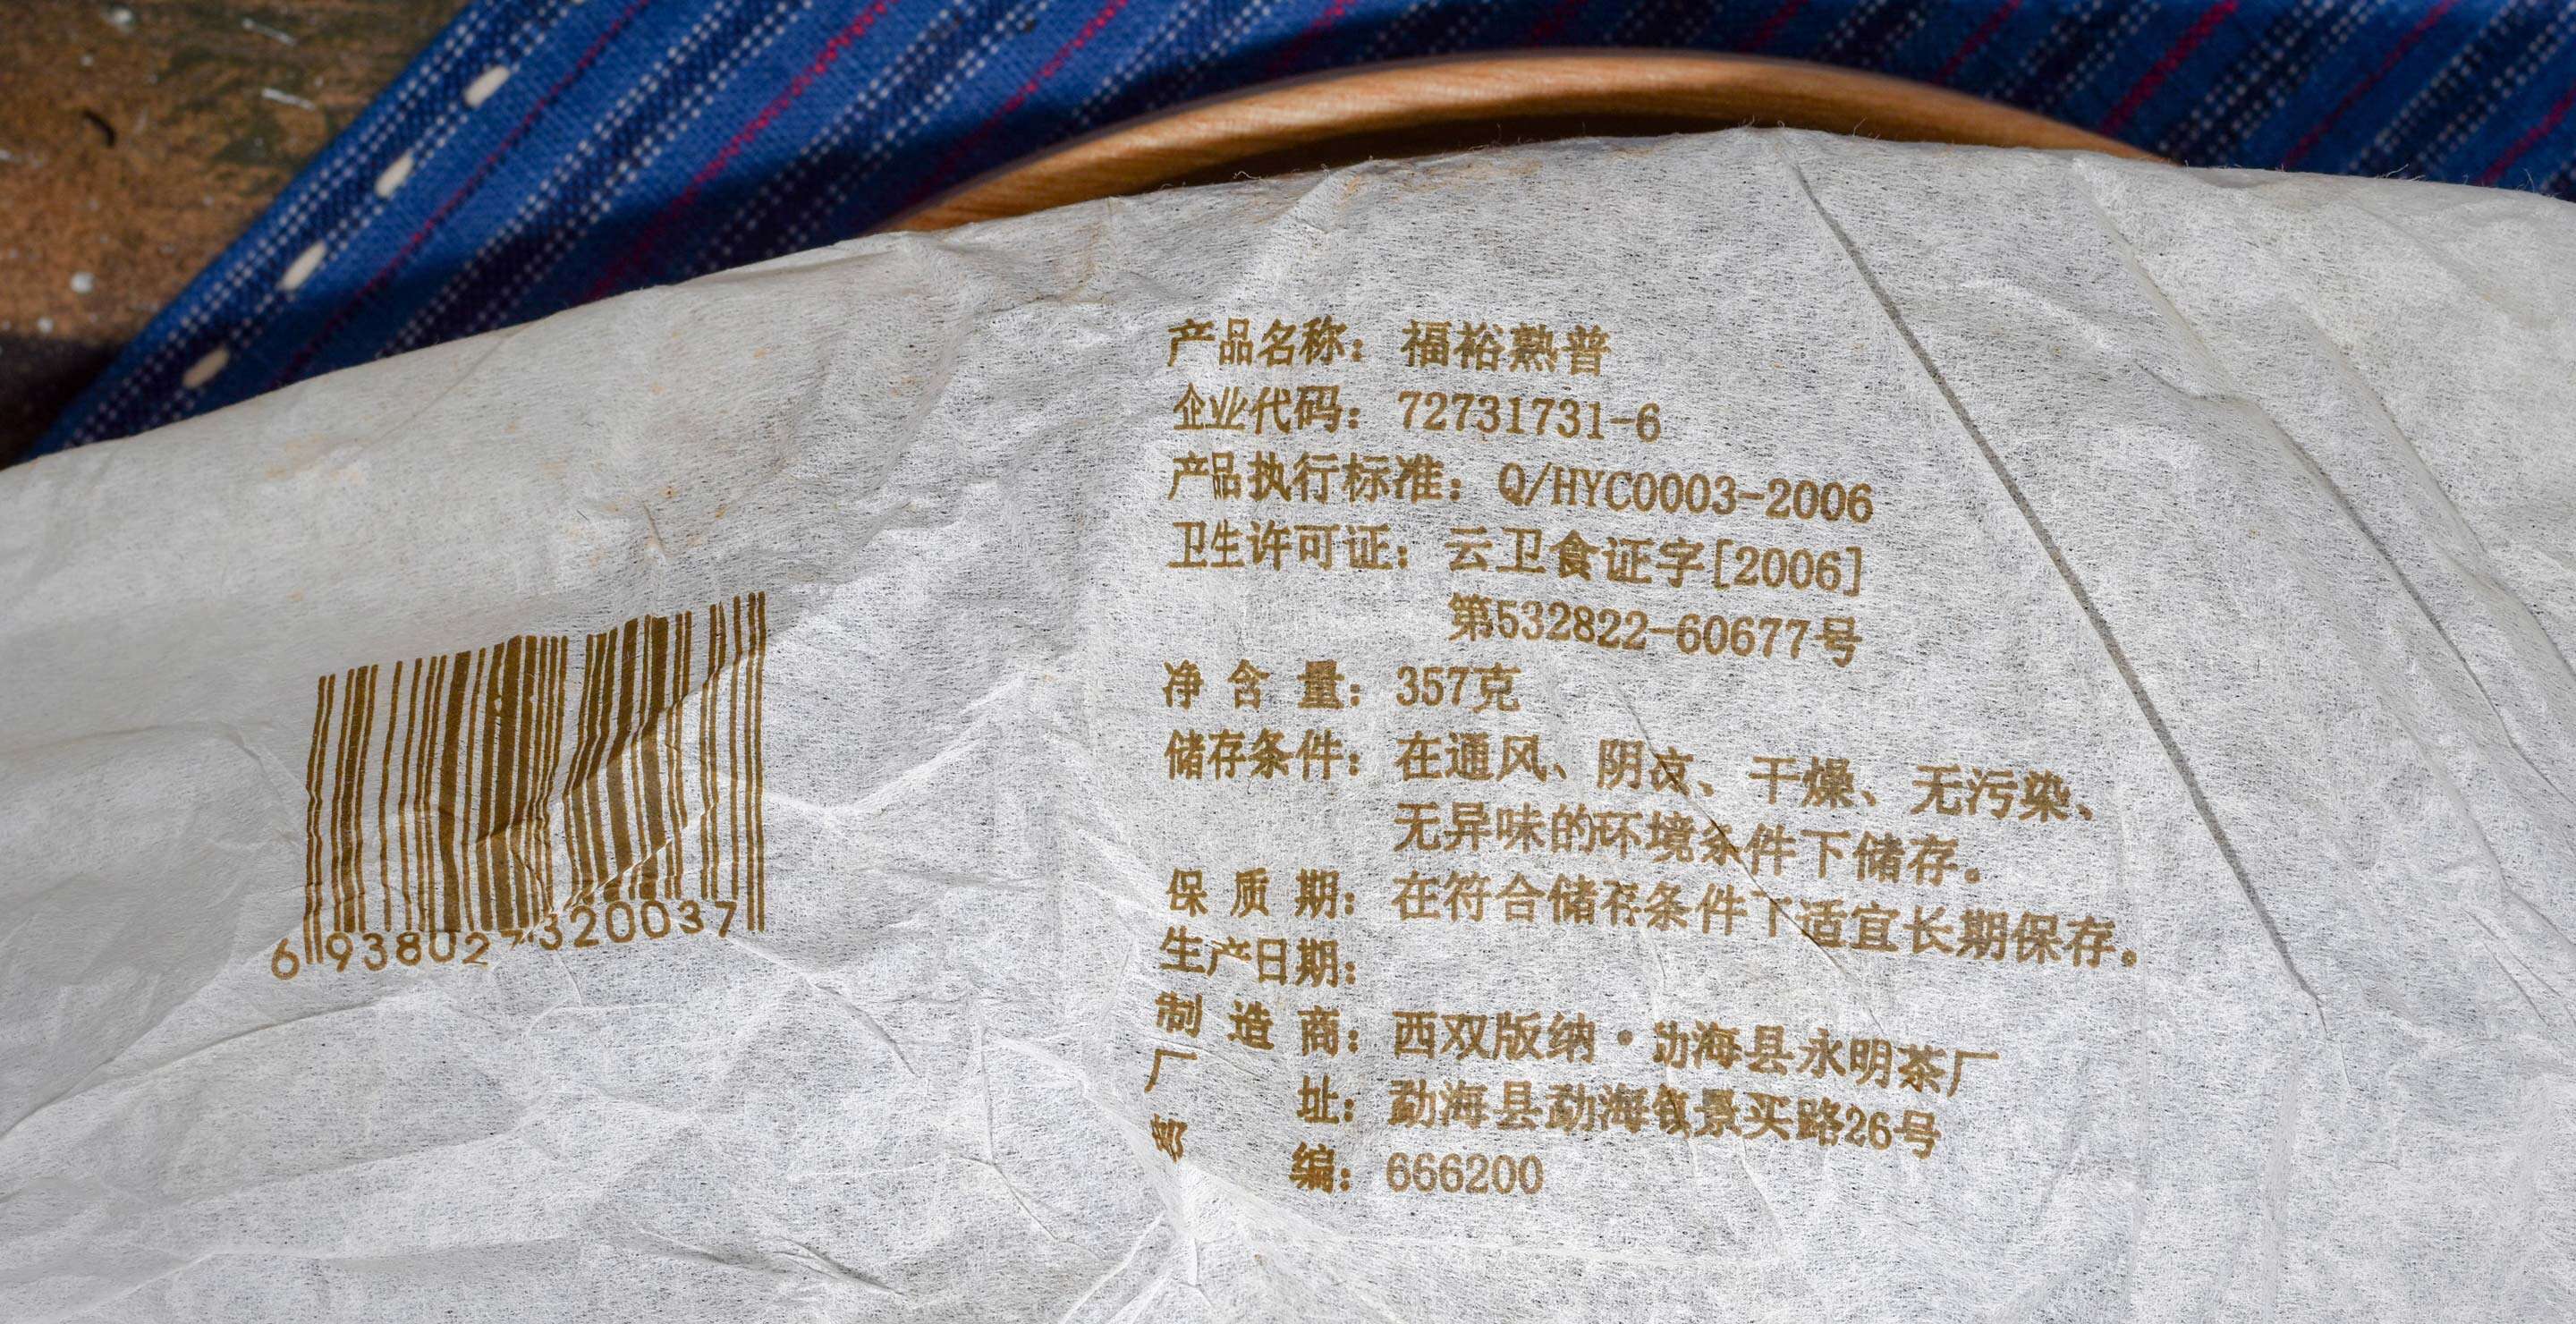 产品名称： 福裕熟普
企业代码： 72731731-6
产品执行标准： Q/HYC0003-2006
卫生许可证： 云卫食证字[2006]
第532822-60677号
净含量： 357克
储存条件： 在通风、阴凉、干燥、无污染、
无异味的环境条件下储存。
保质期： 在符合储存条件下适宜长期保存。
生产日期：
制造商： 西双版纳·勐海县永明茶厂
厂址： 勐海县勐海镇景买路26号
邮编： 666200
6 938027 320037